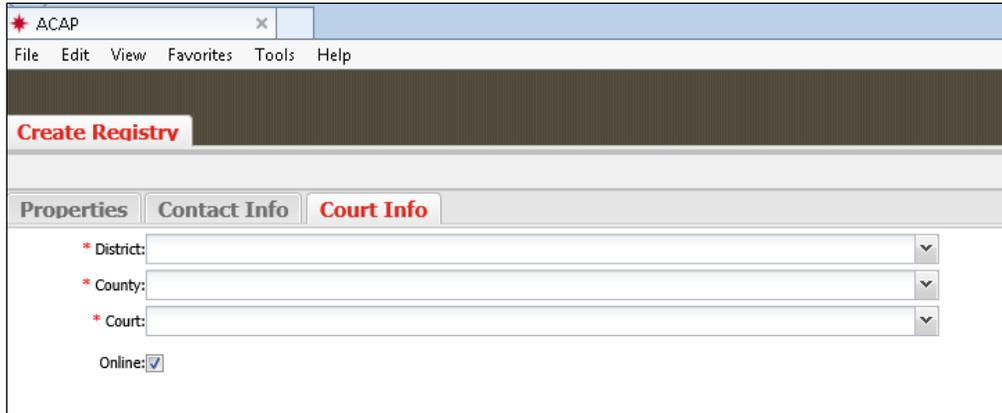 ACAP
File Edit View Favorites Tools Help
Create Registry
Properties Contact Info Court Info
* District:
* County:
* Court:
Online: